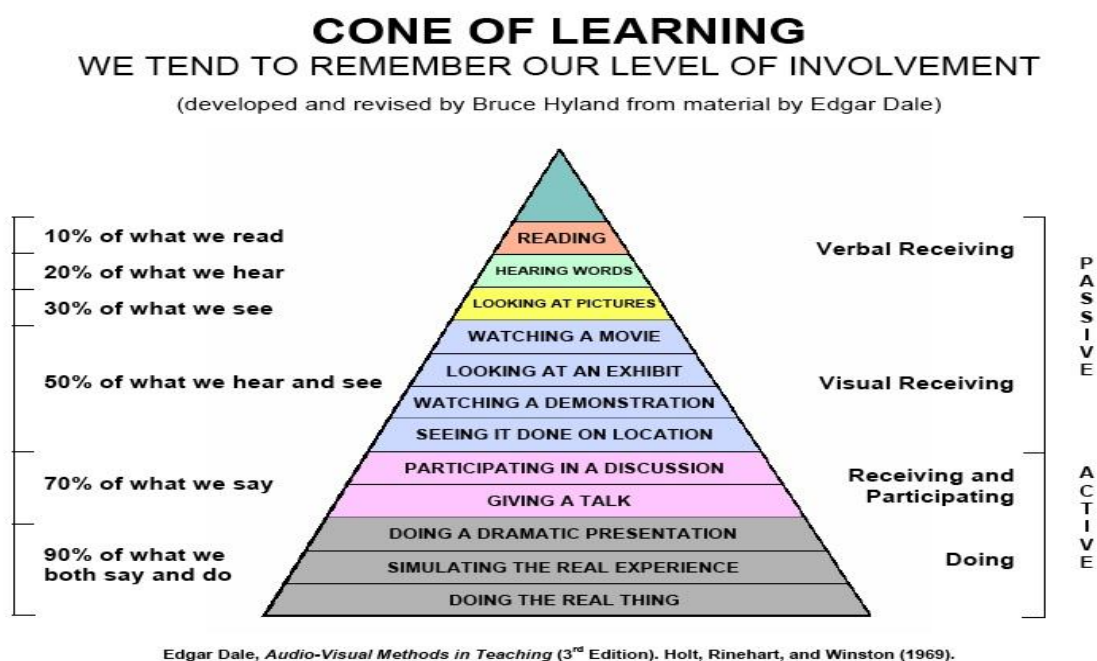 CONE OF LEARNING
WE TEND TO REMEMBER OUR LEVEL OF INVOLVEMENT
(developed and revised by Bruce Hyland from material by Edgar Dale)
10% of what we read
20% of what we hear
30% of what we see
50% of what we hear and see
70% of what we say
90% of what we
both say and do
READING
HEARING WORDS
LOOKING AT PICTURES
WATCHING A MOVIE
LOOKING AT AN EXHIBIT
WATCHING A DEMONSTRATION
SEEING IT DONE ON LOCATION
PARTICIPATING IN A DISCUSSION
GIVING A TALK
DOING A DRAMATIC PRESENTATION
SIMULATING THE REAL EXPERIENCE
DOING THE REAL THING
Verbal Receiving
Visual Receiving
Receiving and
Participating
Doing
PASSIVE
ACTIVE
Edgar Dale, Audio-Visual Methods in Teaching (3rd Edition). Holt, Rinehart, and Winston (1969).